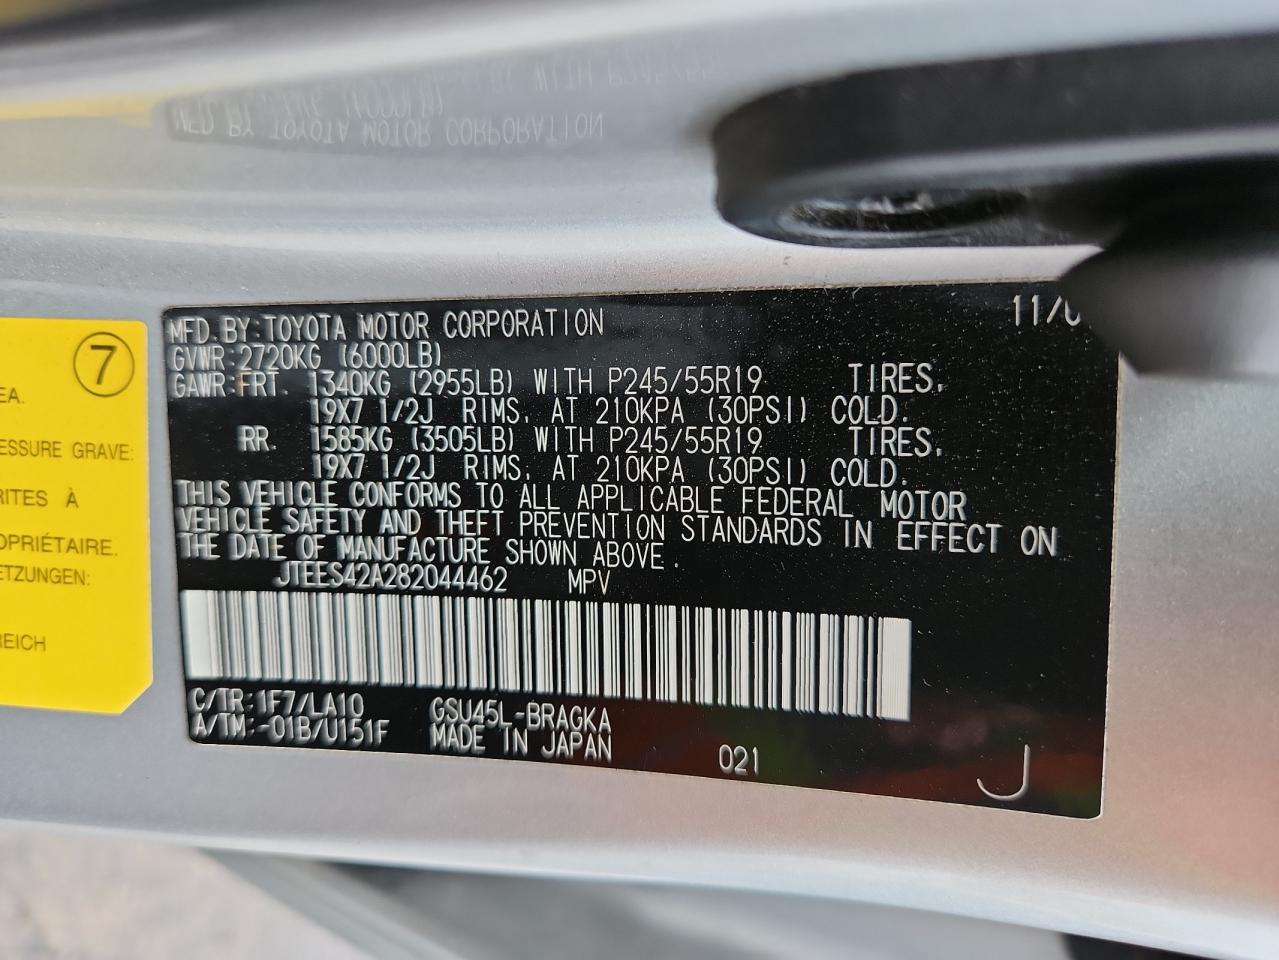 MFD. BY: TOYOTA MOTOR CORPORATION 11/0
GVWR: 2720KG (6000LB)
GAWR: FRT. 1340KG (2955LB) WITH P245/55R19 TIRES,
19X7 1/2J RIMS, AT 210KPA (30PSI) COLD.
RR. 1585KG (3505LB) WITH P245/55R19 TIRES,
19X7 1/2J RIMS, AT 210KPA (30PSI) COLD.
THIS VEHICLE CONFORMS TO ALL APPLICABLE FEDERAL MOTOR
VEHICLE SAFETY AND THEFT PREVENTION STANDARDS IN EFFECT ON
THE DATE OF MANUFACTURE SHOWN ABOVE.
JTEES42A282044462 MPV
C/TR: 1F7/LA10 GSU45L-BRAGKA
A/TM: -01B/U151F MADE IN JAPAN
021
J
7
EA.
ESSURE GRAVE:
RITES À
OPRIÉTAIRE.
ETZUNGEN:
REICH